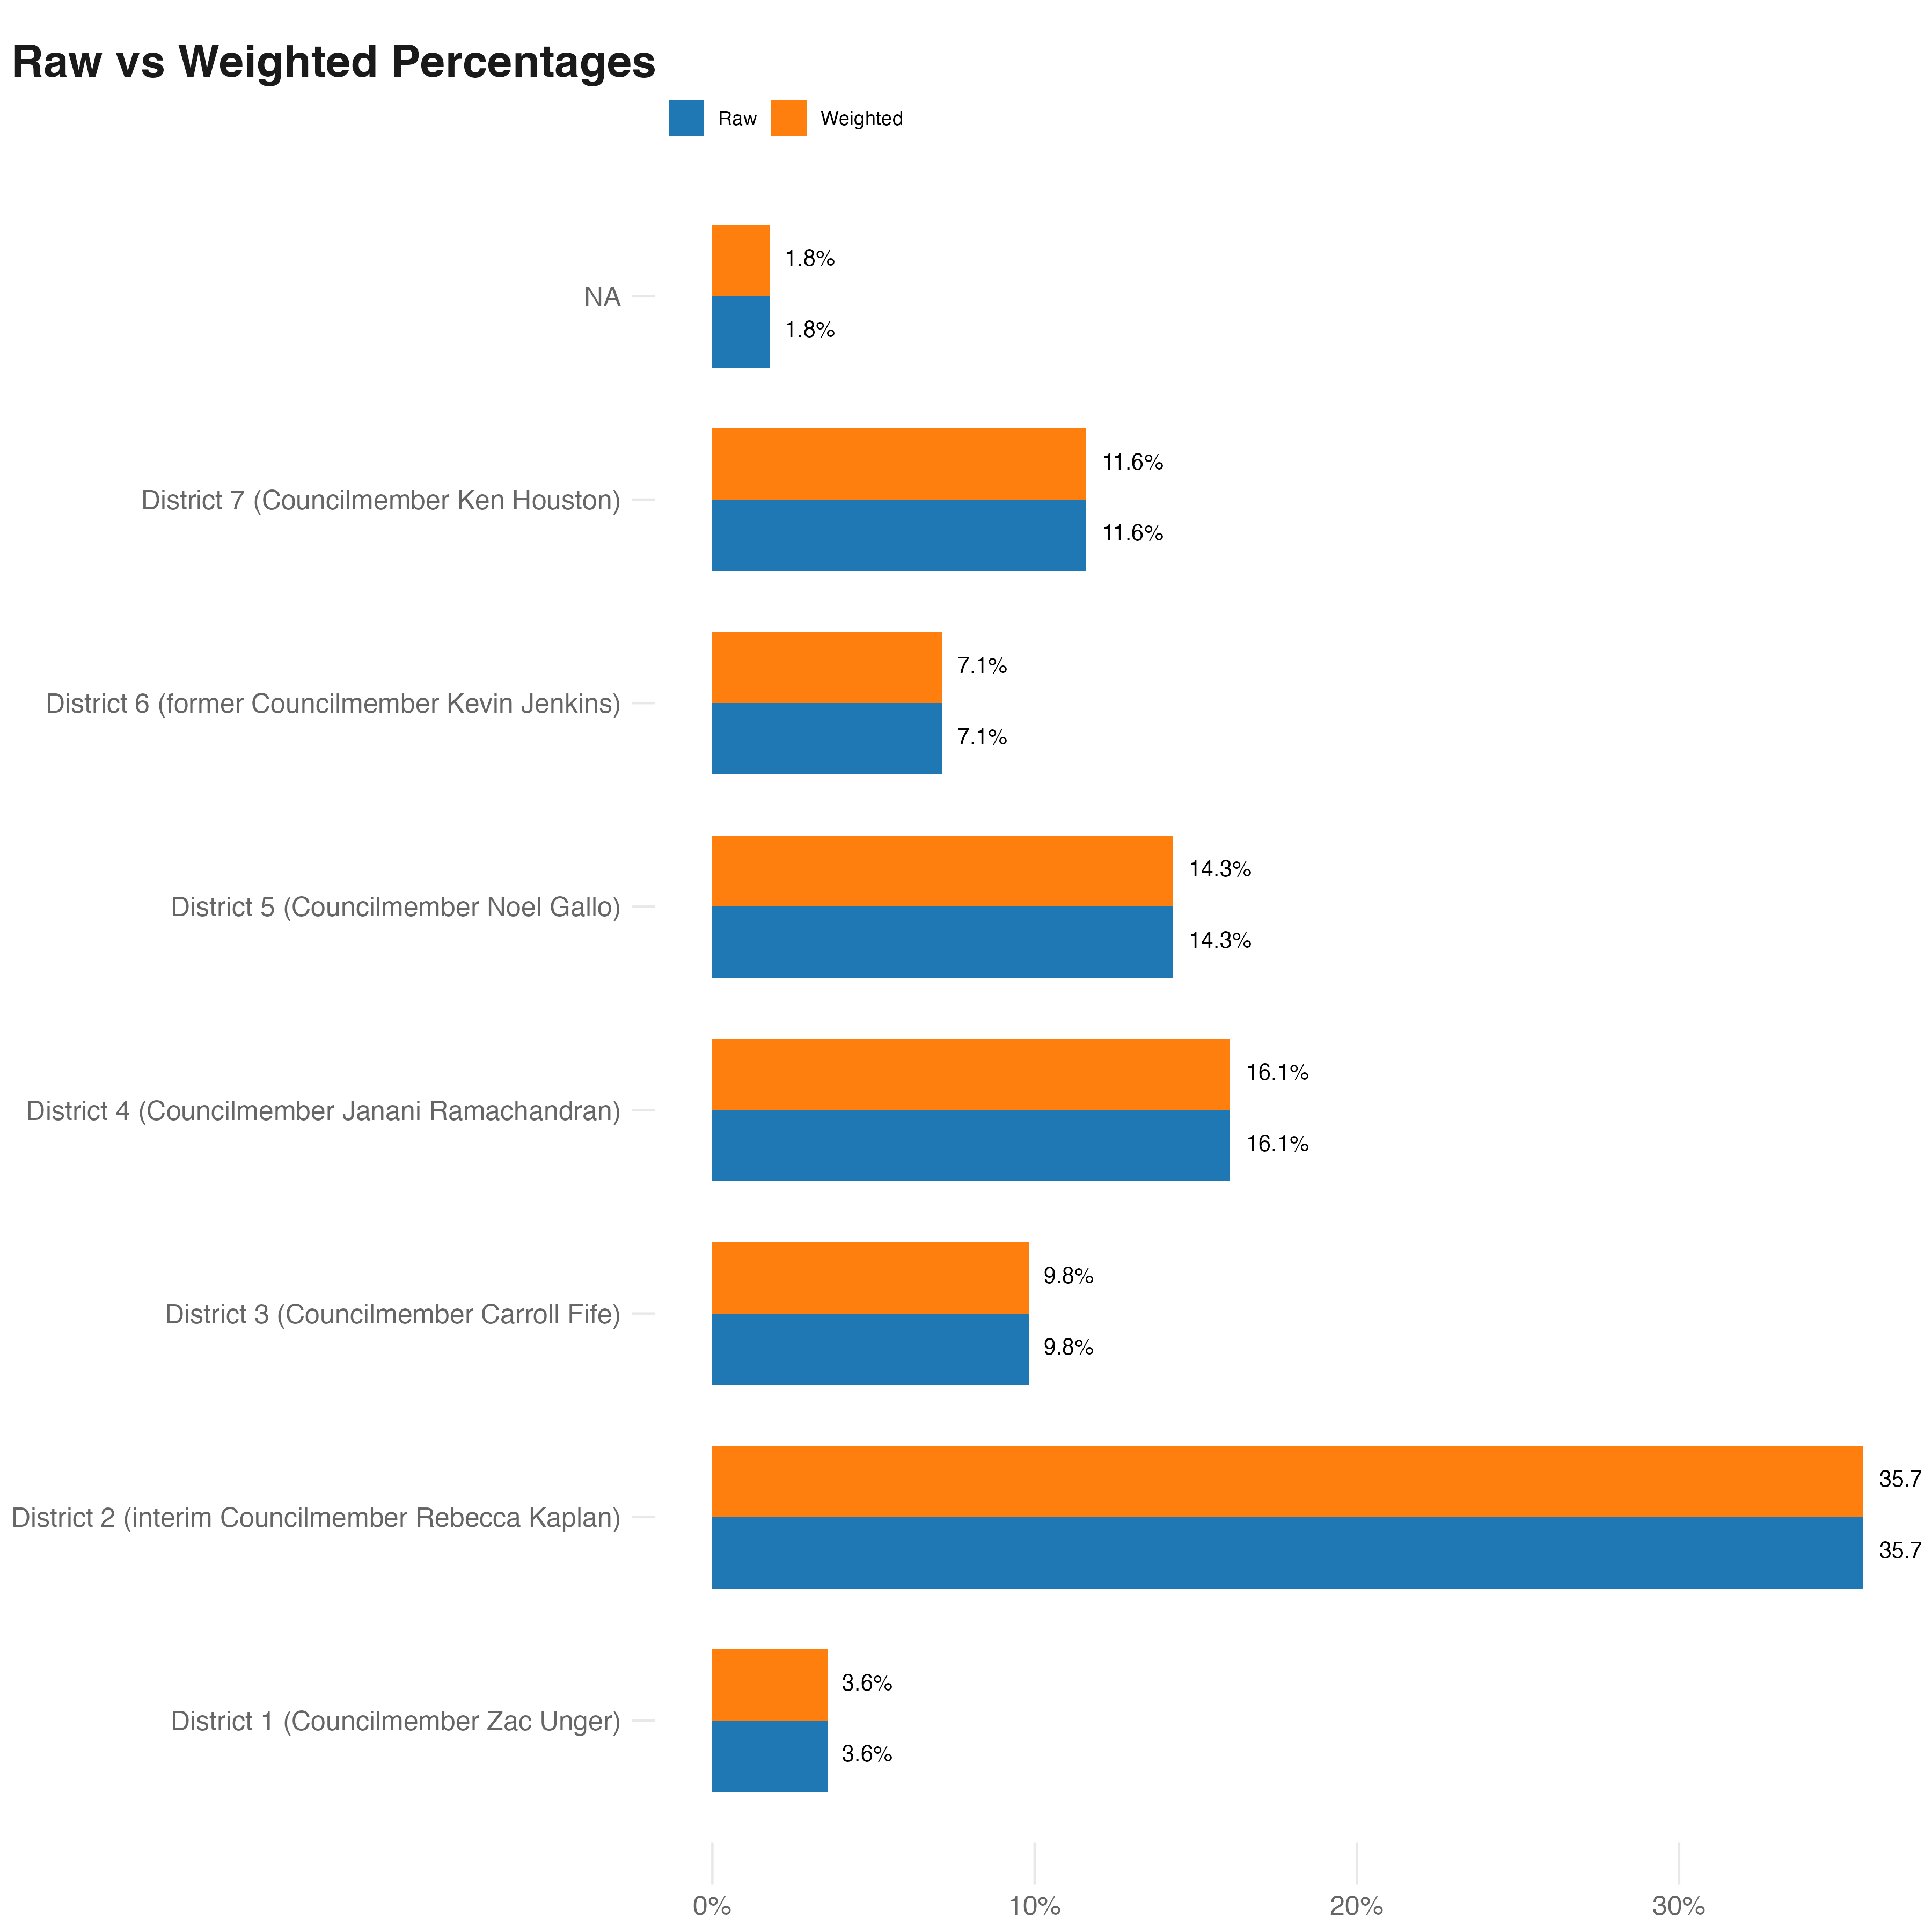 Raw vs Weighted Percentages
Raw Weighted
NA
1.8%
1.8%
District 7 (Councilmember Ken Houston)
11.6%
11.6%
District 6 (former Councilmember Kevin Jenkins)
7.1%
7.1%
District 5 (Councilmember Noel Gallo)
14.3%
14.3%
District 4 (Councilmember Janani Ramachandran)
16.1%
16.1%
District 3 (Councilmember Carroll Fife)
9.8%
9.8%
District 2 (interim Councilmember Rebecca Kaplan)
35.7
35.7
District 1 (Councilmember Zac Unger)
3.6%
3.6%
0% 10% 20% 30%